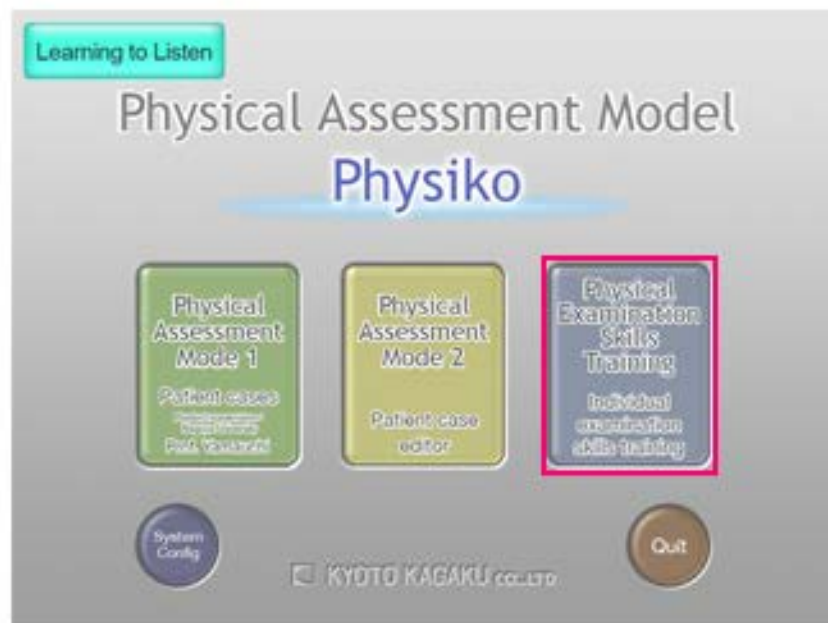 Learning to Listen
Physical Assessment Model
Physiko
Physical
Assessment
Mode 1
Patient cases
Prof. Yamauchi
Physical
Assessment
Mode 2
Patient case
editor
Physical
Examination
Skills
Training
Individual
examination
skills training
System
Config
Quit
KYOTO KAGAKU CO.,LTD